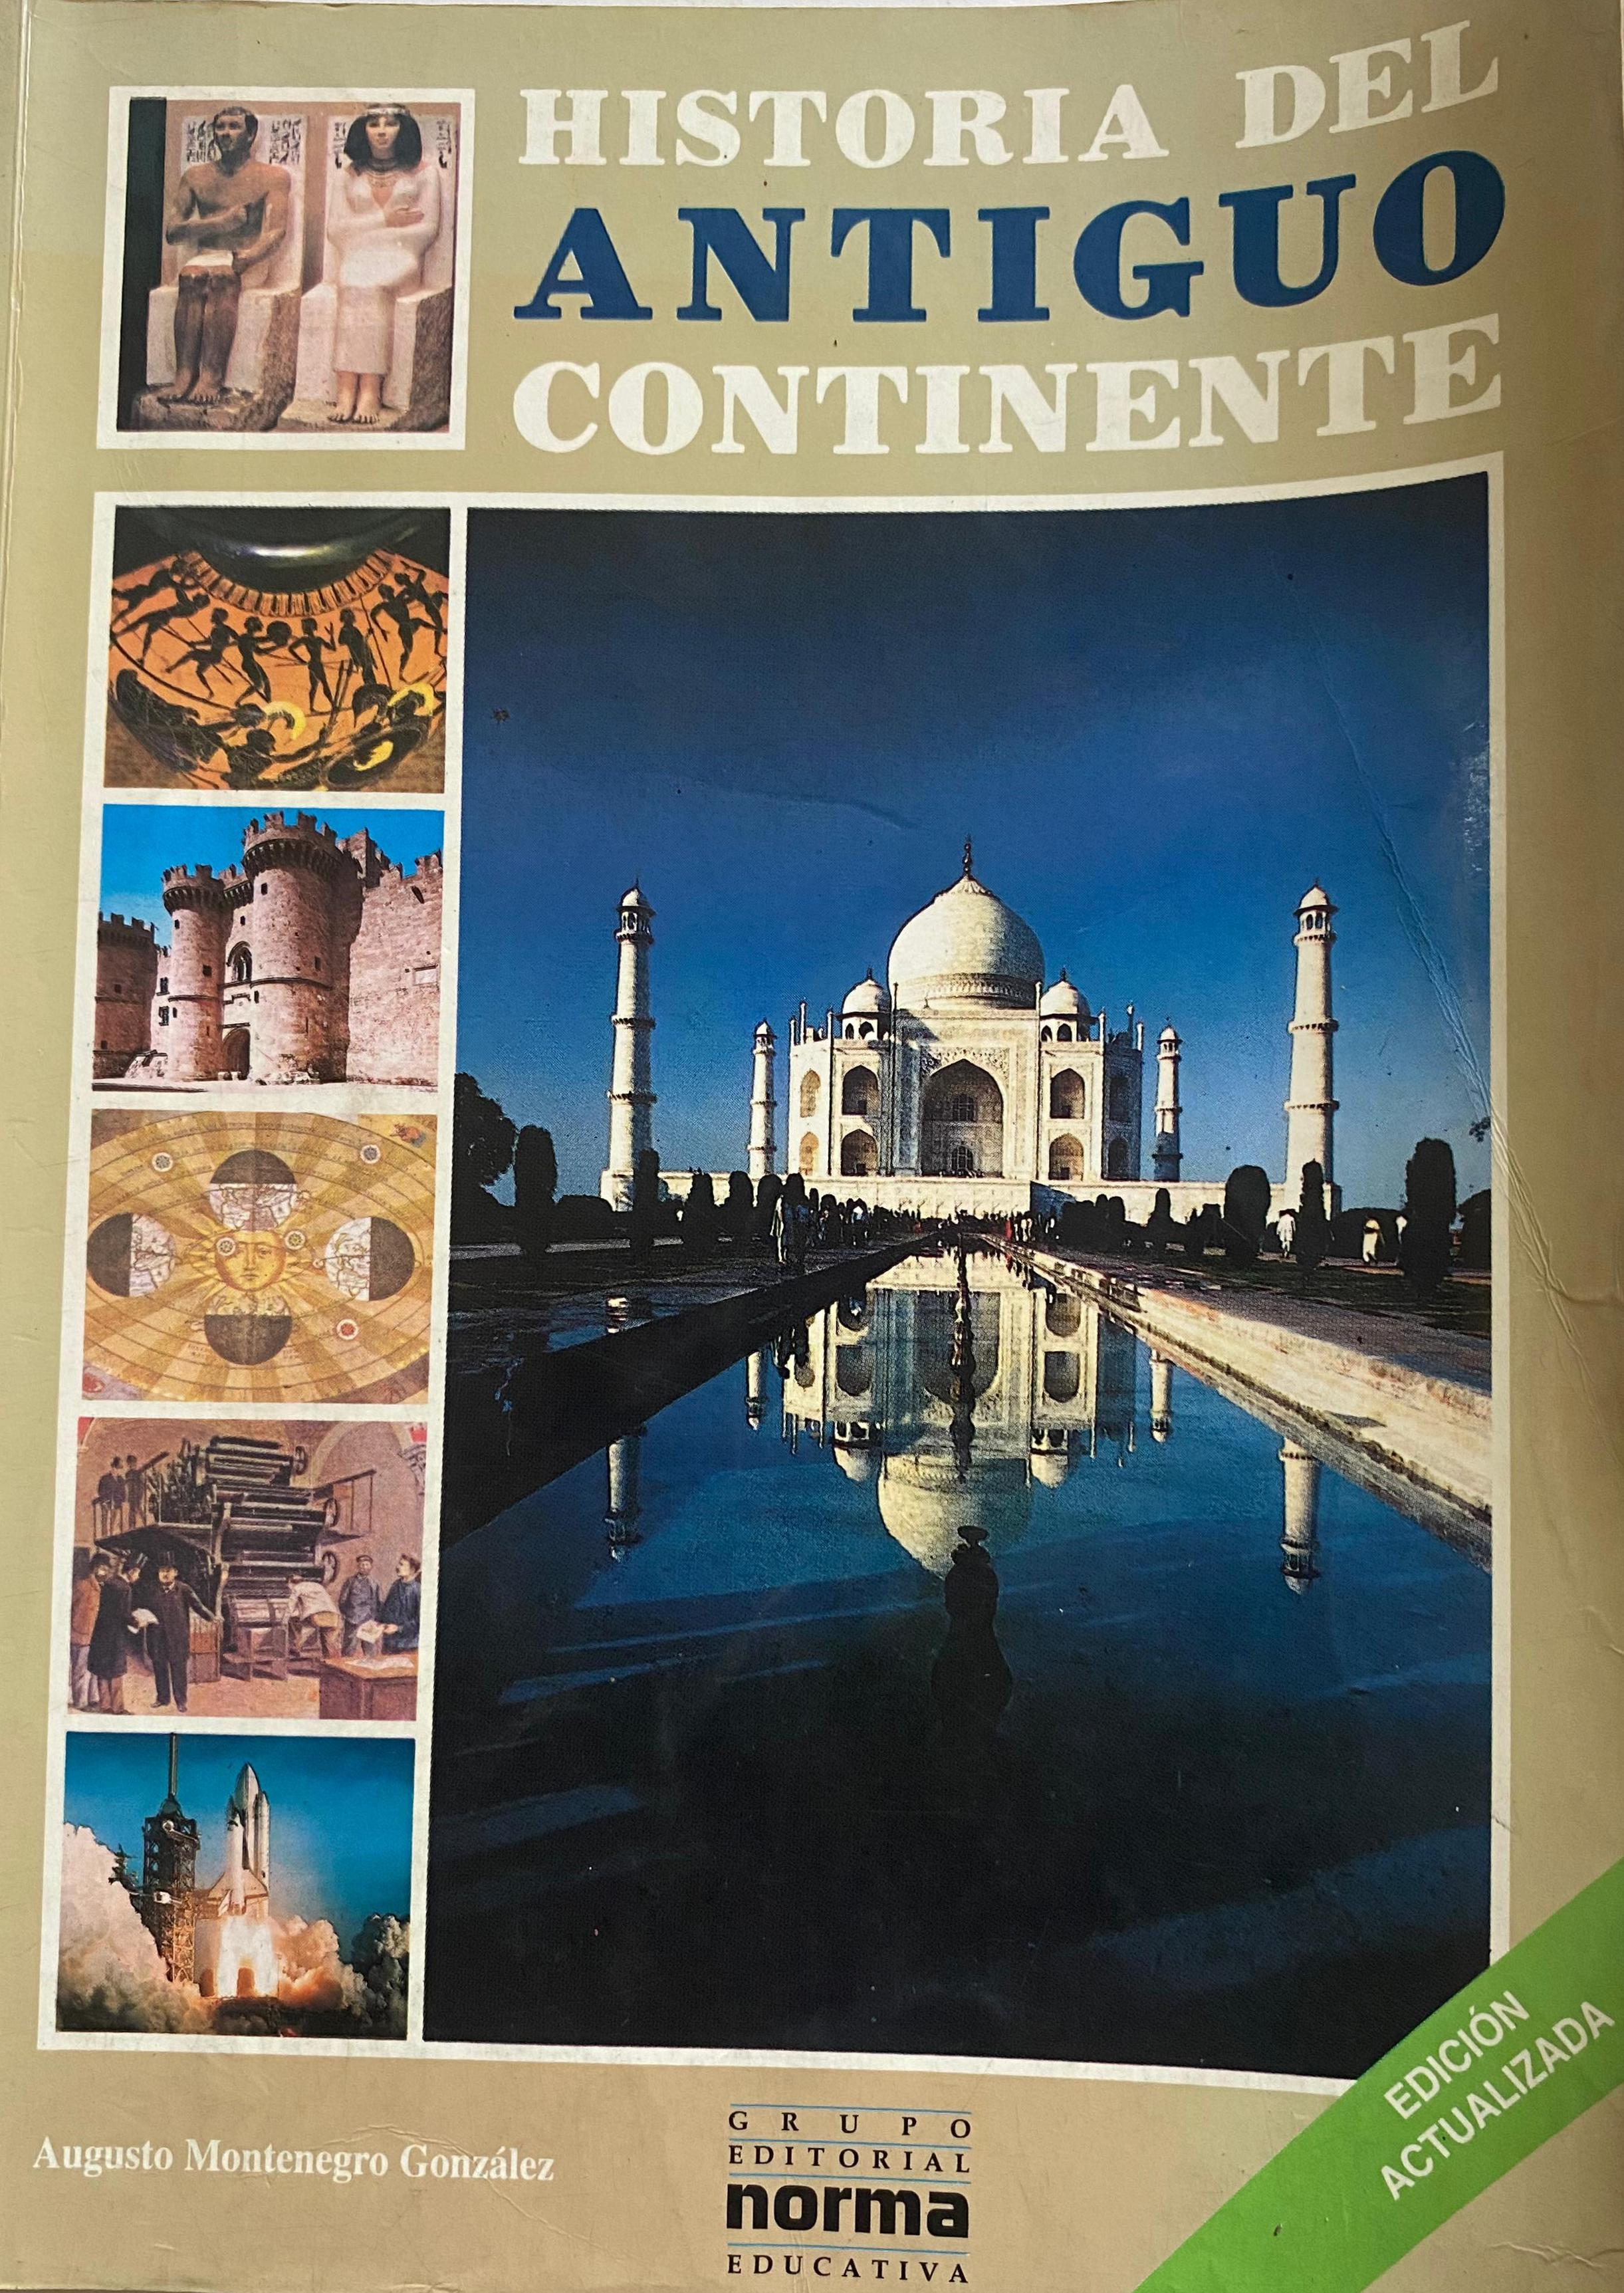 HISTORIA DEL
ANTIGUO
CONTINENTE
EDICIÓN
ACTUALIZADA
Augusto Montenegro González
GRUPO
EDITORIAL
norma
EDUCATIVA